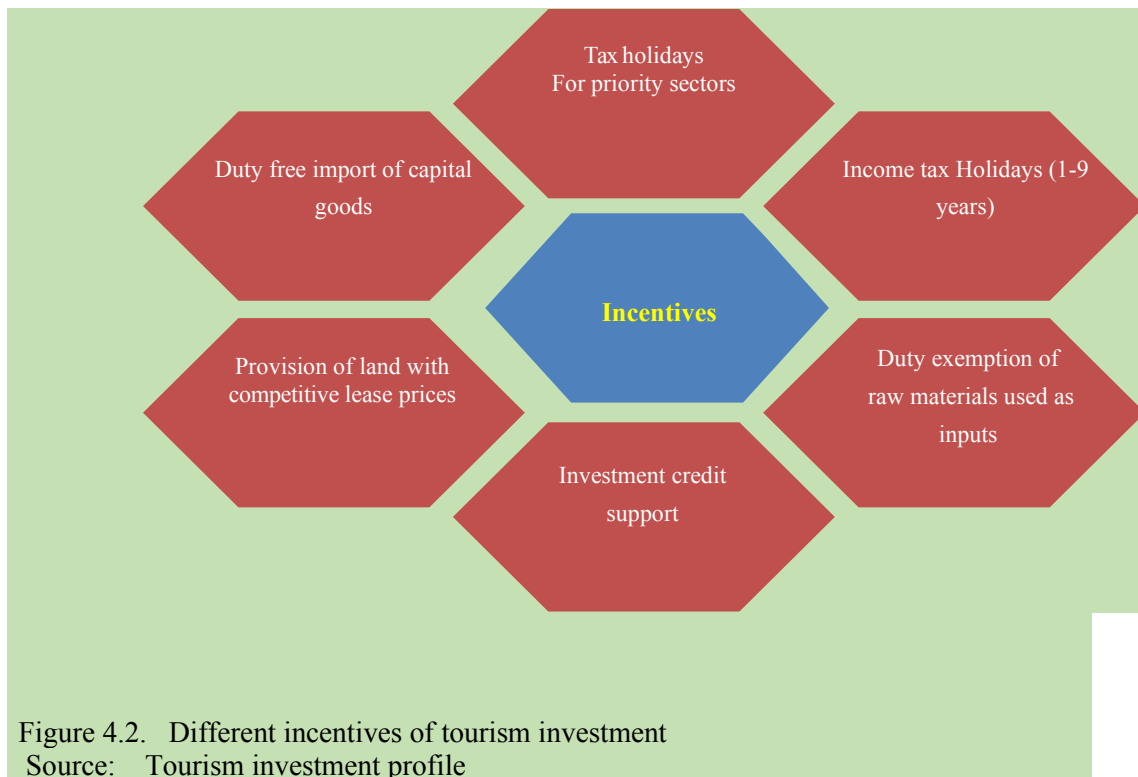 Tax holidays
For priority sectors
Duty free import of capital
goods
Income tax Holidays (1-9
years)
Incentives
Provision of land with
competitive lease prices
Duty exemption of
raw materials used as
inputs
Investment credit
support
Figure 4.2. Different incentives of tourism investment
Source: Tourism investment profile